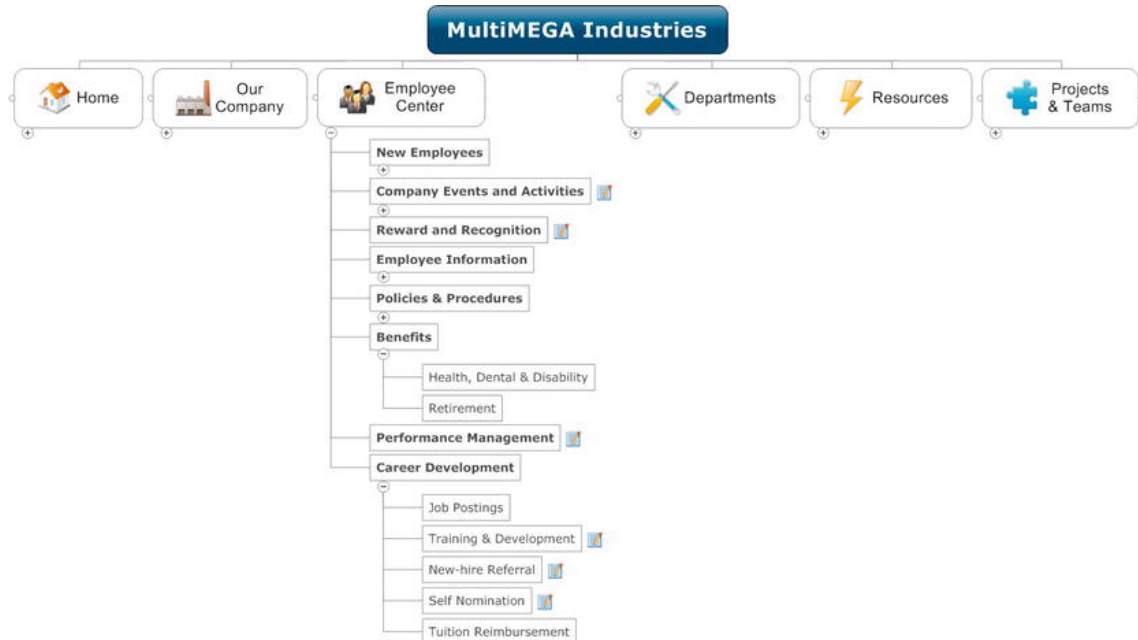 MultiMEGA Industries
Home
Our
Company
Employee
Center
Departments
Resources
Projects
& Teams
New Employees
Company Events and Activities
Reward and Recognition
Employee Information
Policies & Procedures
Benefits
Health, Dental & Disability
Retirement
Performance Management
Career Development
Job Postings
Training & Development
New-hire Referral
Self Nomination
Tuition Reimbursement